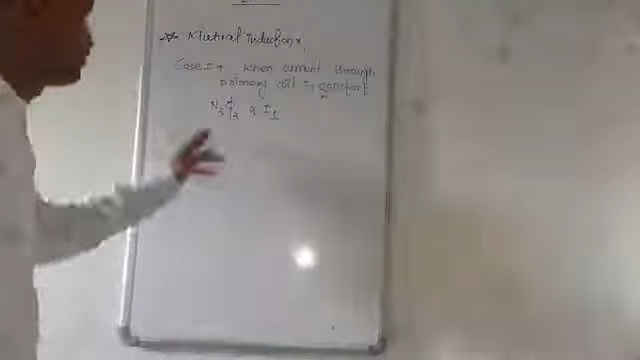 ☆ Mutual induction *
Case I → when current through
primary coil is constant
N₂ϕ₂ ∝ I₁